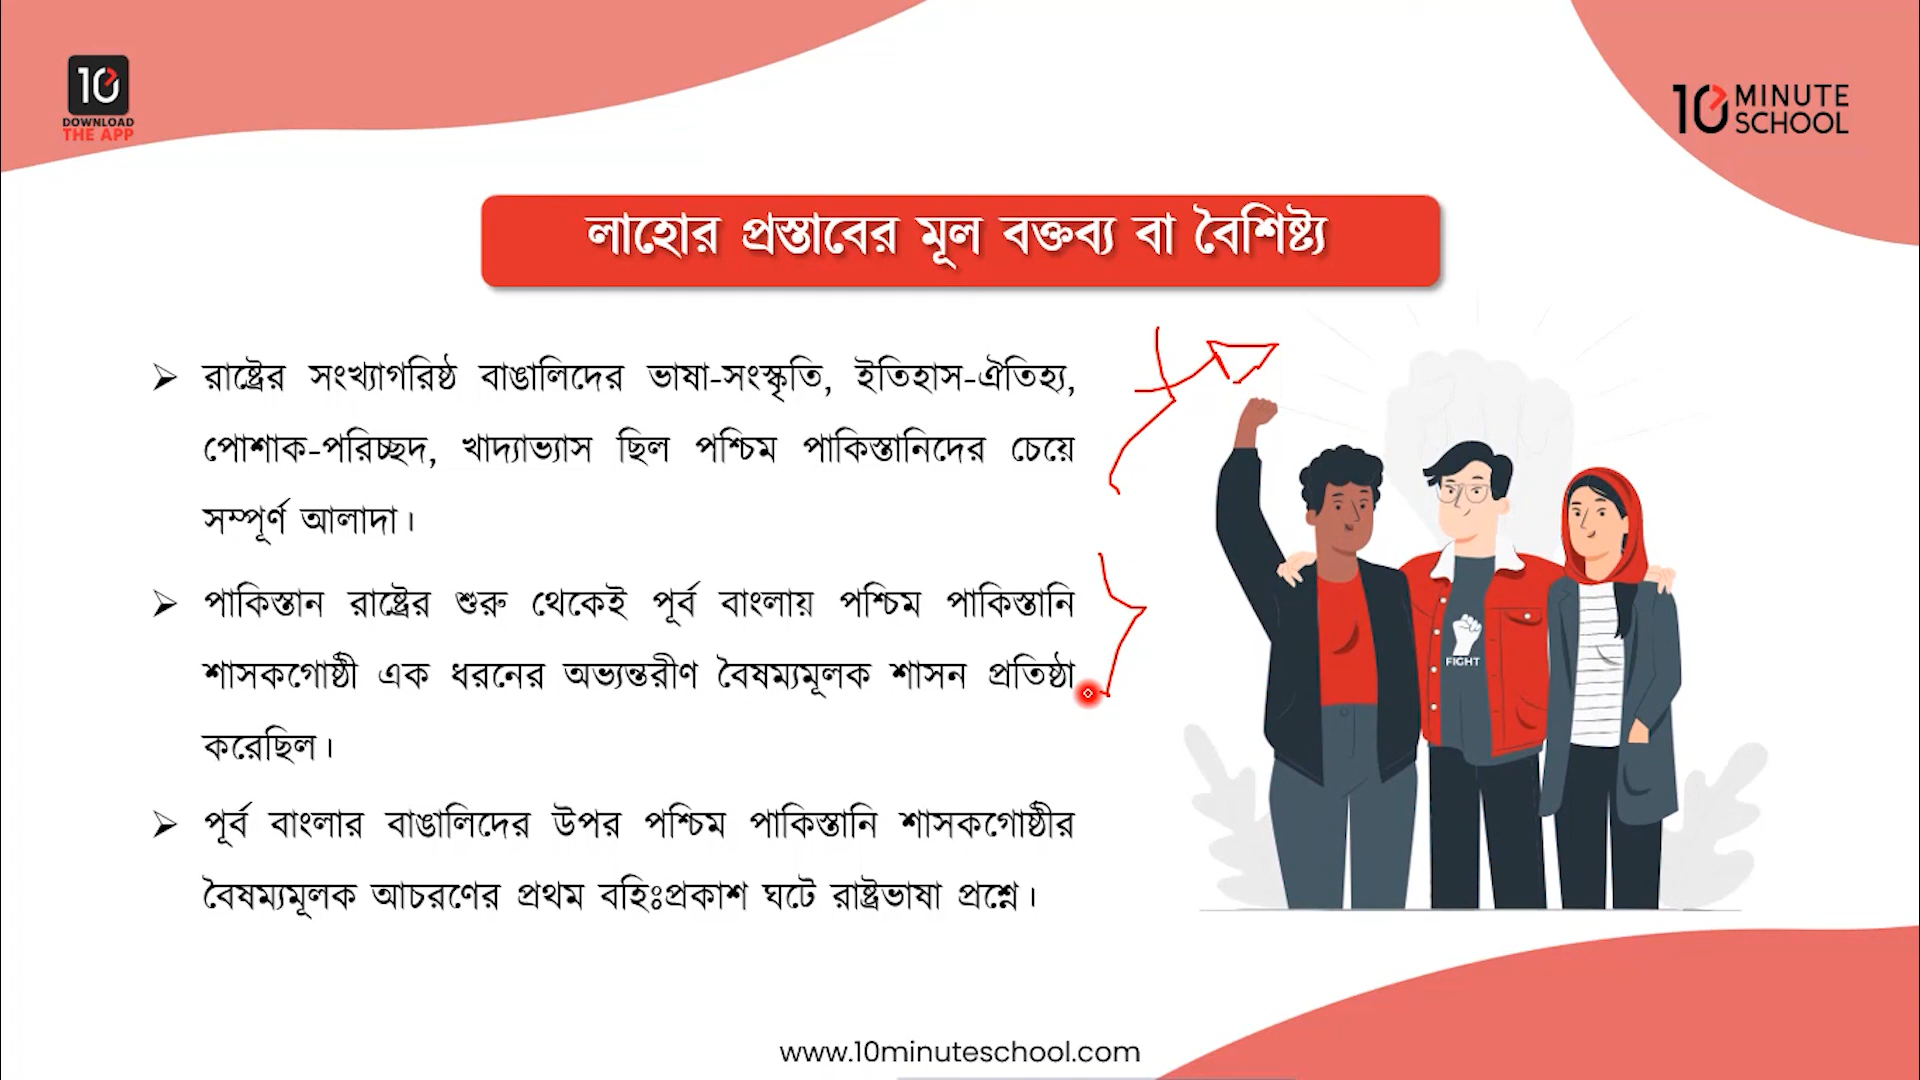 10
DOWNLOAD
THE APP
10 MINUTE
SCHOOL
লাহোর প্রস্তাবের মূল বক্তব্য বা বৈশিষ্ট্য
➢ রাষ্ট্রের সংখ্যাগরিষ্ঠ বাঙালিদের ভাষা-সংস্কৃতি, ইতিহাস-ঐতিহ্য,
পোশাক-পরিচ্ছদ, খাদ্যাভ্যাস ছিল পশ্চিম পাকিস্তানিদের চেয়ে
সম্পূর্ণ আলাদা।
➢ পাকিস্তান রাষ্ট্রের শুরু থেকেই পূর্ব বাংলায় পশ্চিম পাকিস্তানি
শাসকগোষ্ঠী এক ধরনের অভ্যন্তরীণ বৈষম্যমূলক শাসন প্রতিষ্ঠা
করেছিল।
➢ পূর্ব বাংলার বাঙালিদের উপর পশ্চিম পাকিস্তানি শাসকগোষ্ঠীর
বৈষম্যমূলক আচরণের প্রথম বহিঃপ্রকাশ ঘটে রাষ্ট্রভাষা প্রশ্নে।
FIGHT
www.10minuteschool.com